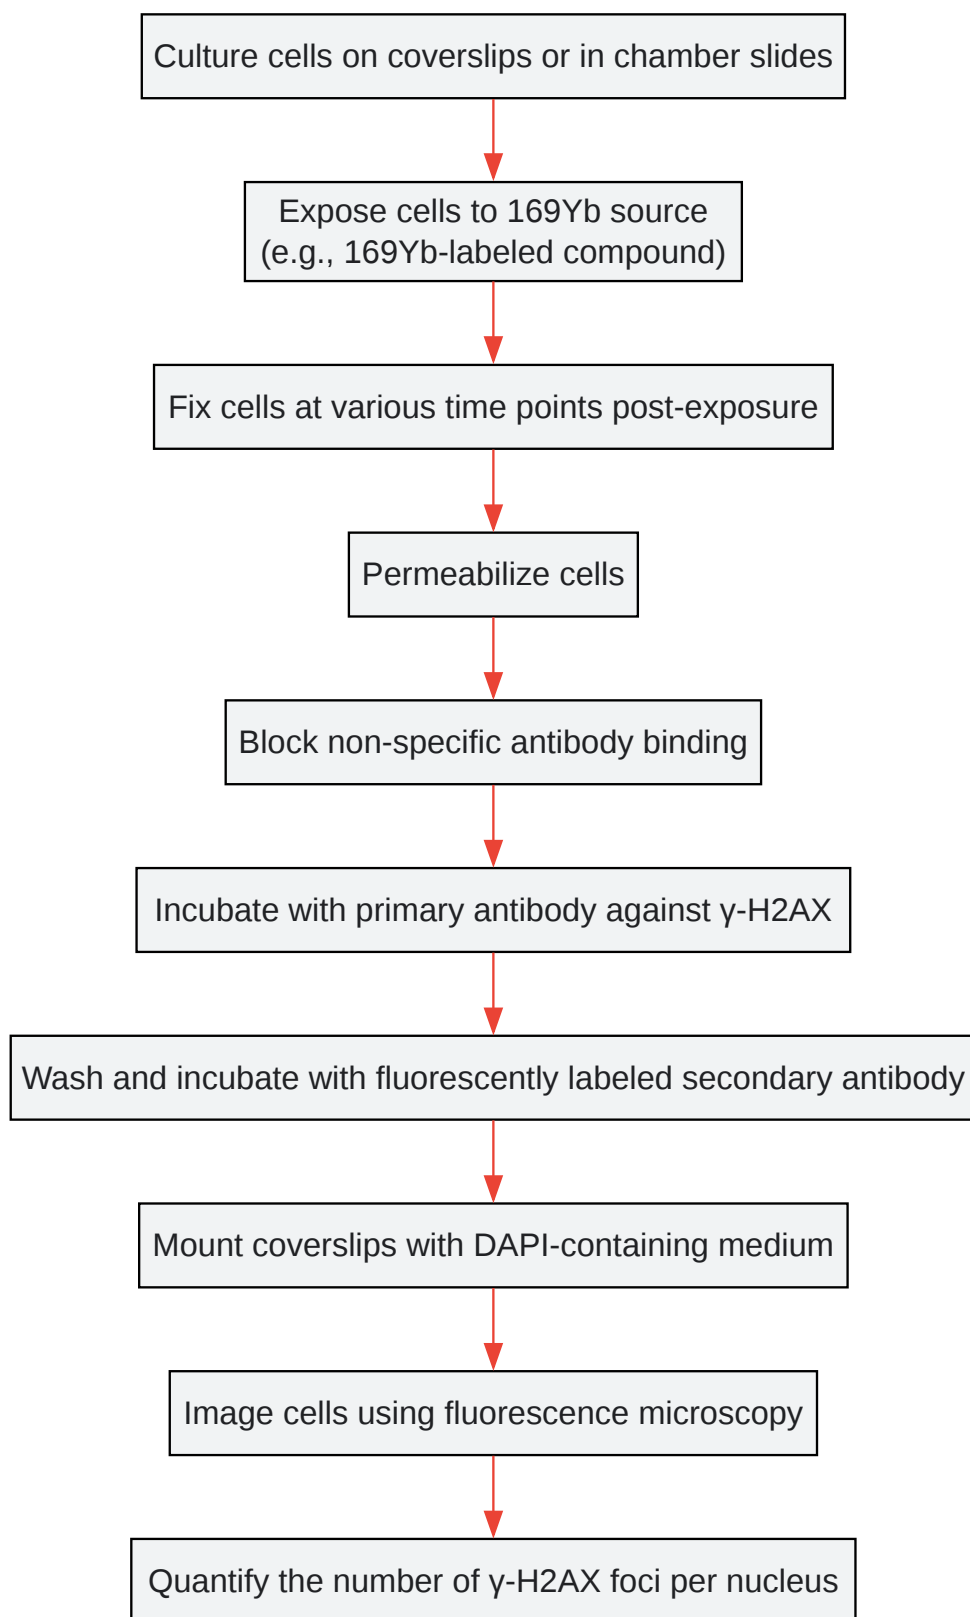 Culture cells on coverslips or in chamber slides
Expose cells to 169Yb source
(e.g., 169Yb-labeled compound)
Fix cells at various time points post-exposure
Permeabilize cells
Block non-specific antibody binding
Incubate with primary antibody against γ-H2AX
Wash and incubate with fluorescently labeled secondary antibody
Mount coverslips with DAPI-containing medium
Image cells using fluorescence microscopy
Quantify the number of γ-H2AX foci per nucleus